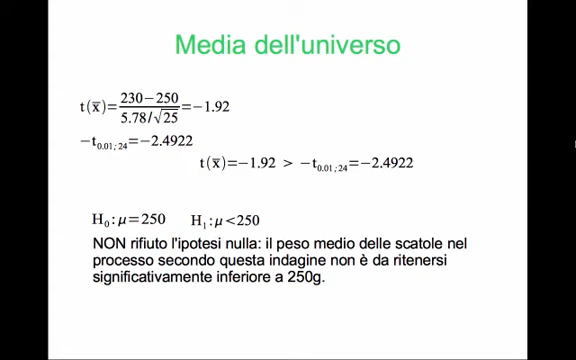 Media dell'universo
t(x̄)=230−250/5.78/√25=−1.92
−t0.01;24=−2.4922
t(x̄)=−1.92 > −t0.01;24=−2.4922
H0:μ=250 H1:μ<250
NON rifiuto l'ipotesi nulla: il peso medio delle scatole nel
processo secondo questa indagine non è da ritenersi
significativamente inferiore a 250g.